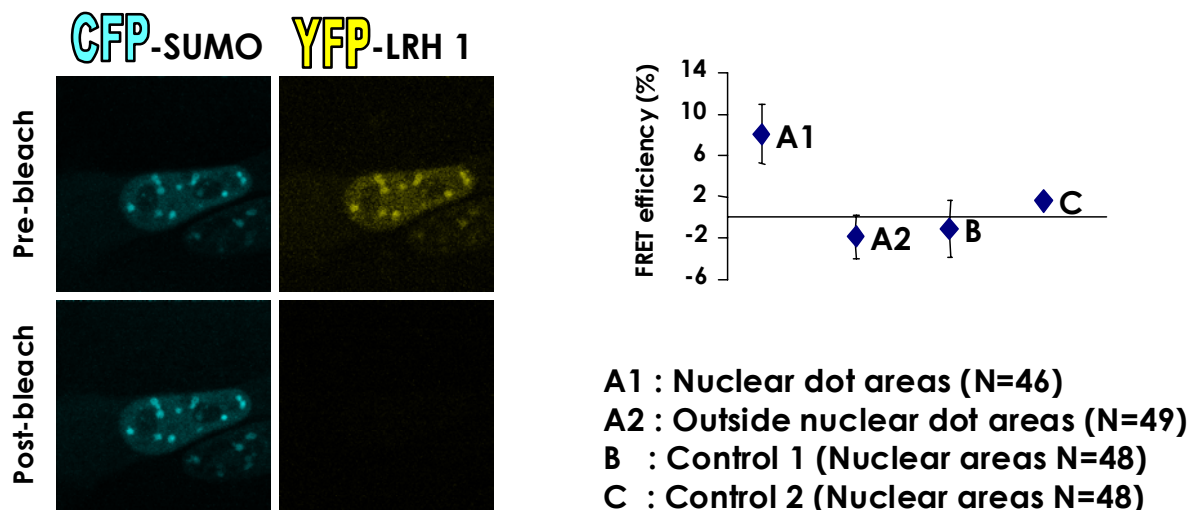 CFP-SUMO YFP-LRH 1
Pre-bleach
Post-bleach
FRET efficiency (%)
14
10
6
2
-2
-6
A1
A2
B
C
A1 : Nuclear dot areas (N=46)
A2 : Outside nuclear dot areas (N=49)
B : Control 1 (Nuclear areas N=48)
C : Control 2 (Nuclear areas N=48)